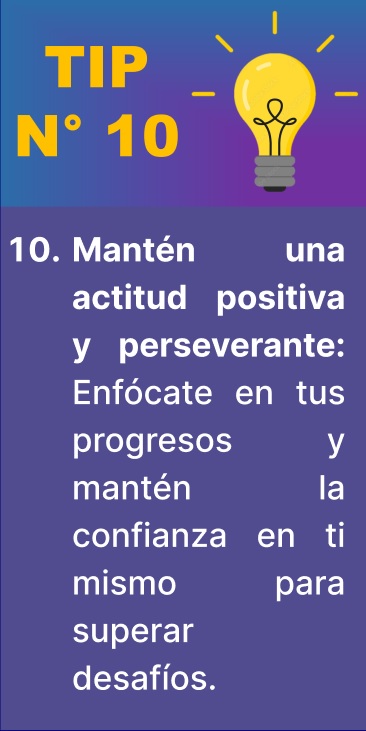 TIP
N° 10
10. Mantén una
actitud positiva
y perseverante:
Enfócate en tus
progresos y
mantén la
confianza en ti
mismo para
superar
desafíos.